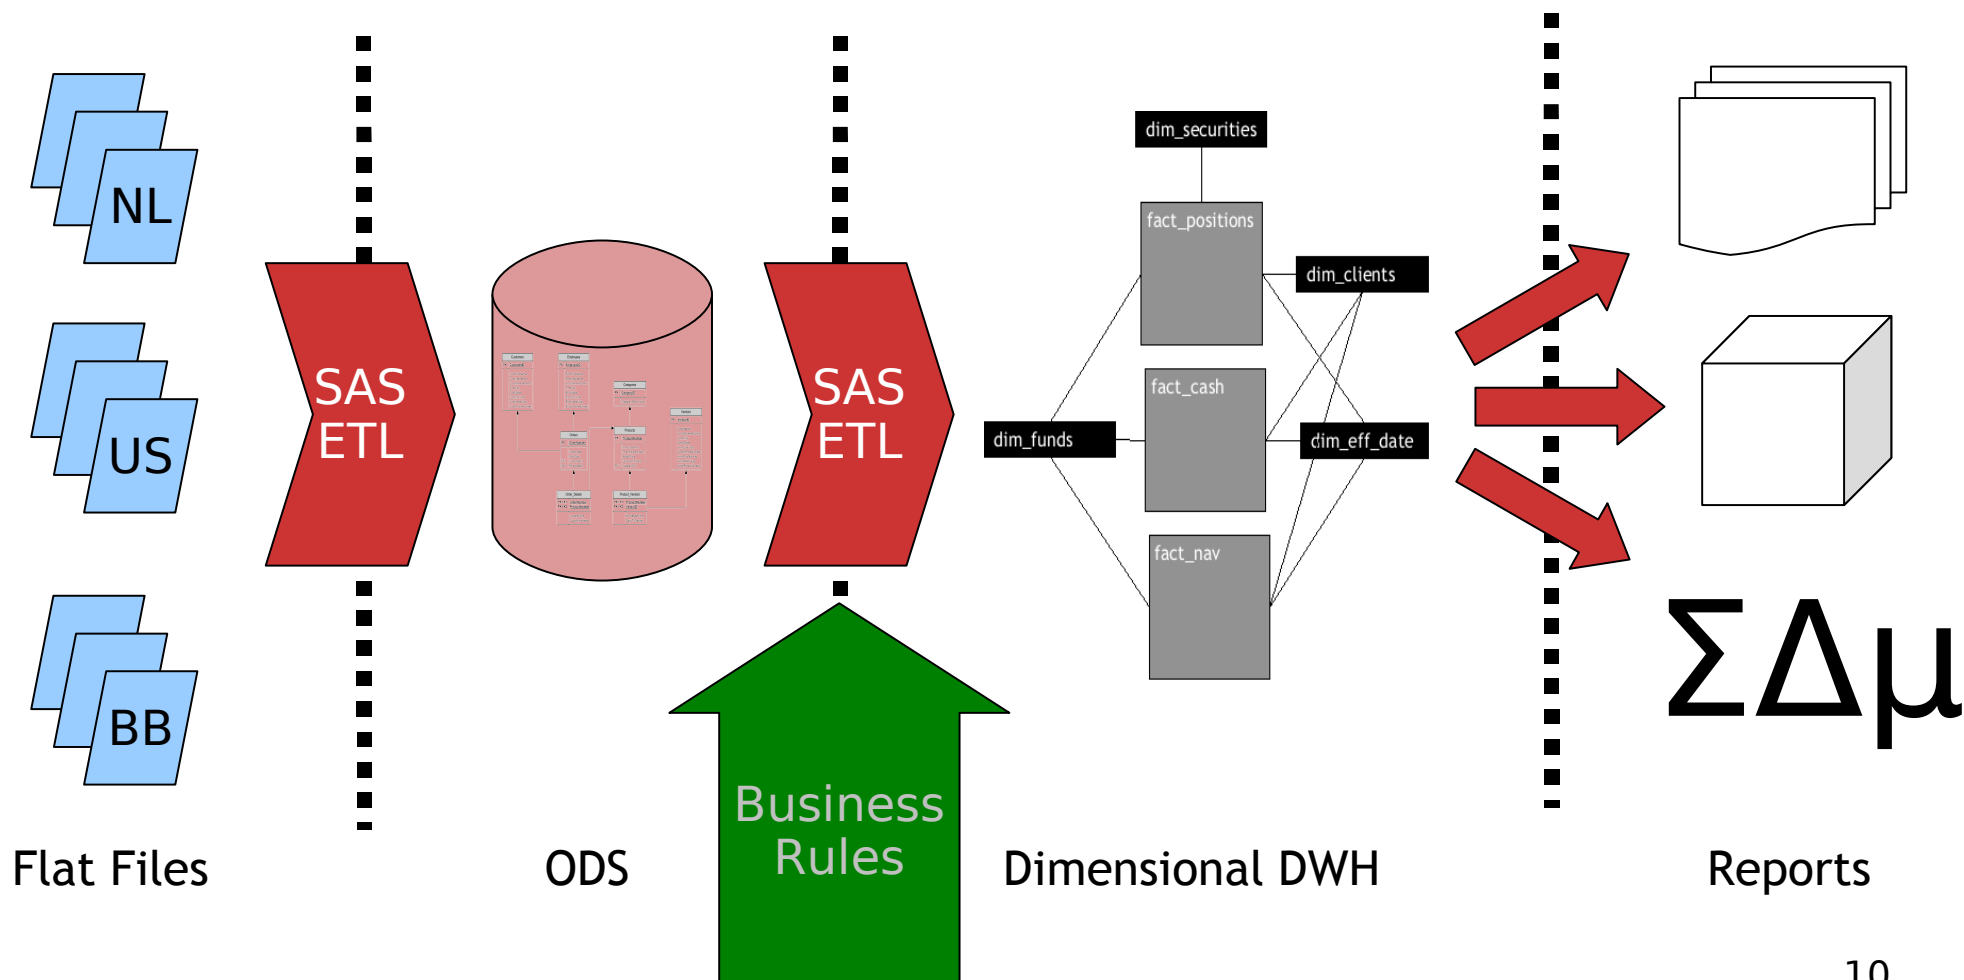 NL
US
BB
SAS
ETL
SAS
ETL
dim_securities
fact_positions
dim_clients
fact_cash
dim_funds
dim_eff_date
fact_nav
ΣΔμ
Business
Rules
Flat Files
ODS
Dimensional DWH
Reports
10